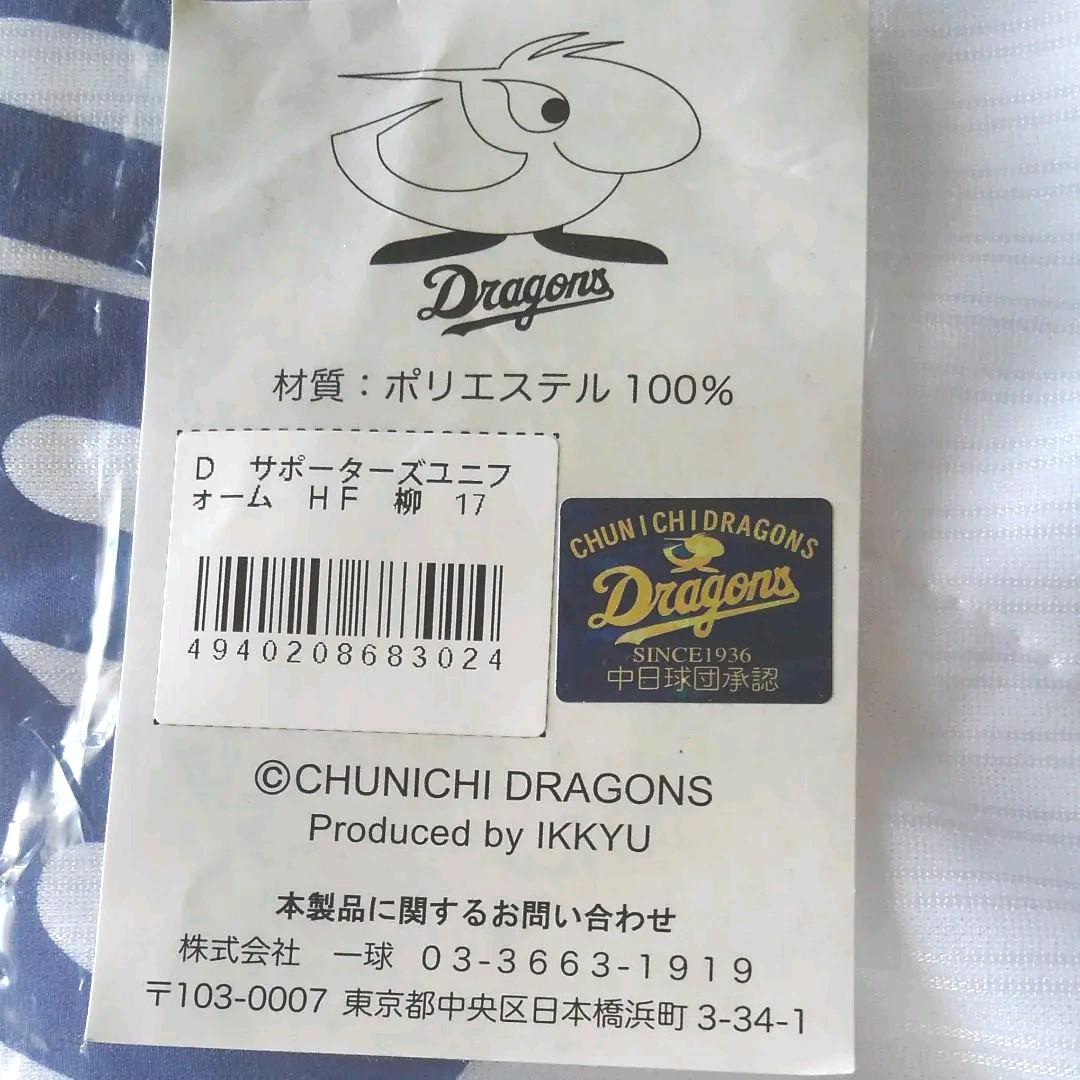 Dragons
材質：ポリエステル 100%
D サポーターズユニフ
ォーム HF 柳 17
4940208683024
CHUNICHIDRAGONS
Dragons
SINCE1936
中日球団承認
©CHUNICHI DRAGONS
Produced by IKKYU
本製品に関するお問い合わせ
株式会社 一球 03-3663-1919
〒103-0007 東京都中央区日本橋浜町 3-34-1